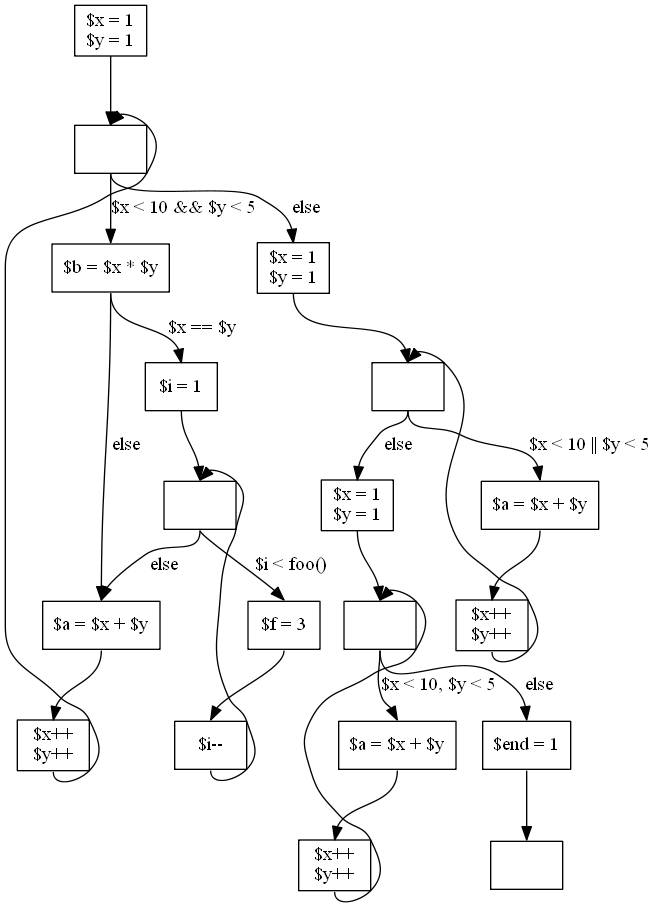 $x = 1
$y = 1
$x < 10 && $y < 5
else
$b = $x * $y
$x = 1
$y = 1
$x == $y
$i = 1
else
else
$x < 10 || $y < 5
$x = 1
$y = 1
$a = $x + $y
else
$i < foo()
$a = $x + $y
$f = 3
$x++
$y++
$x < 10, $y < 5
else
$x++
$y++
$i--
$a = $x + $y
$end = 1
$x++
$y++